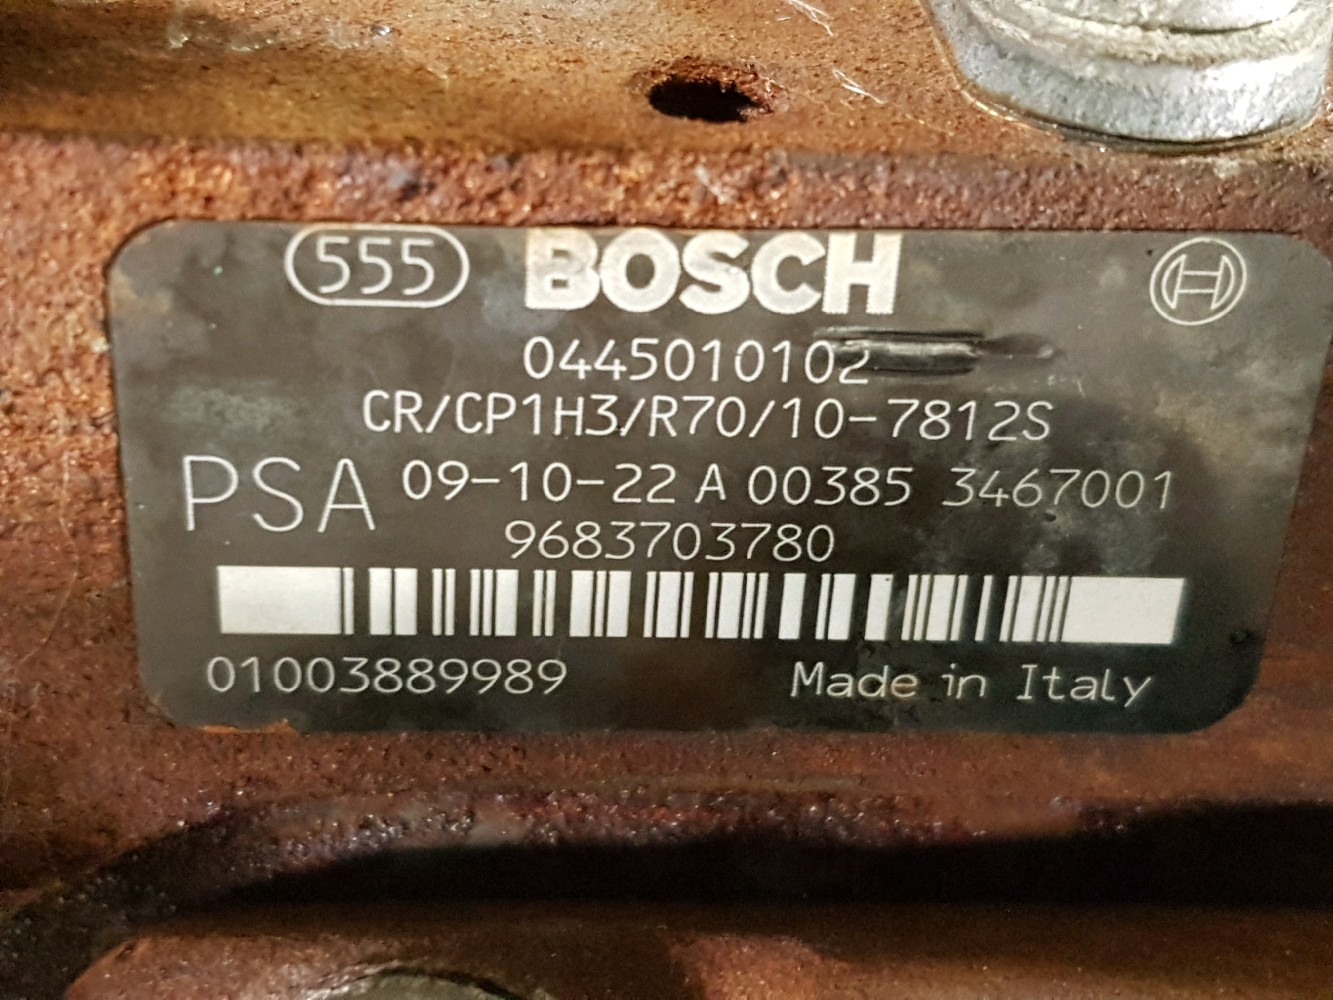 555 BOSCH
0445010102
CR/CP1H3/R70/10-7812S
PSA 09-10-22 A 00385 3467001
9683703780
01003889989 Made in Italy